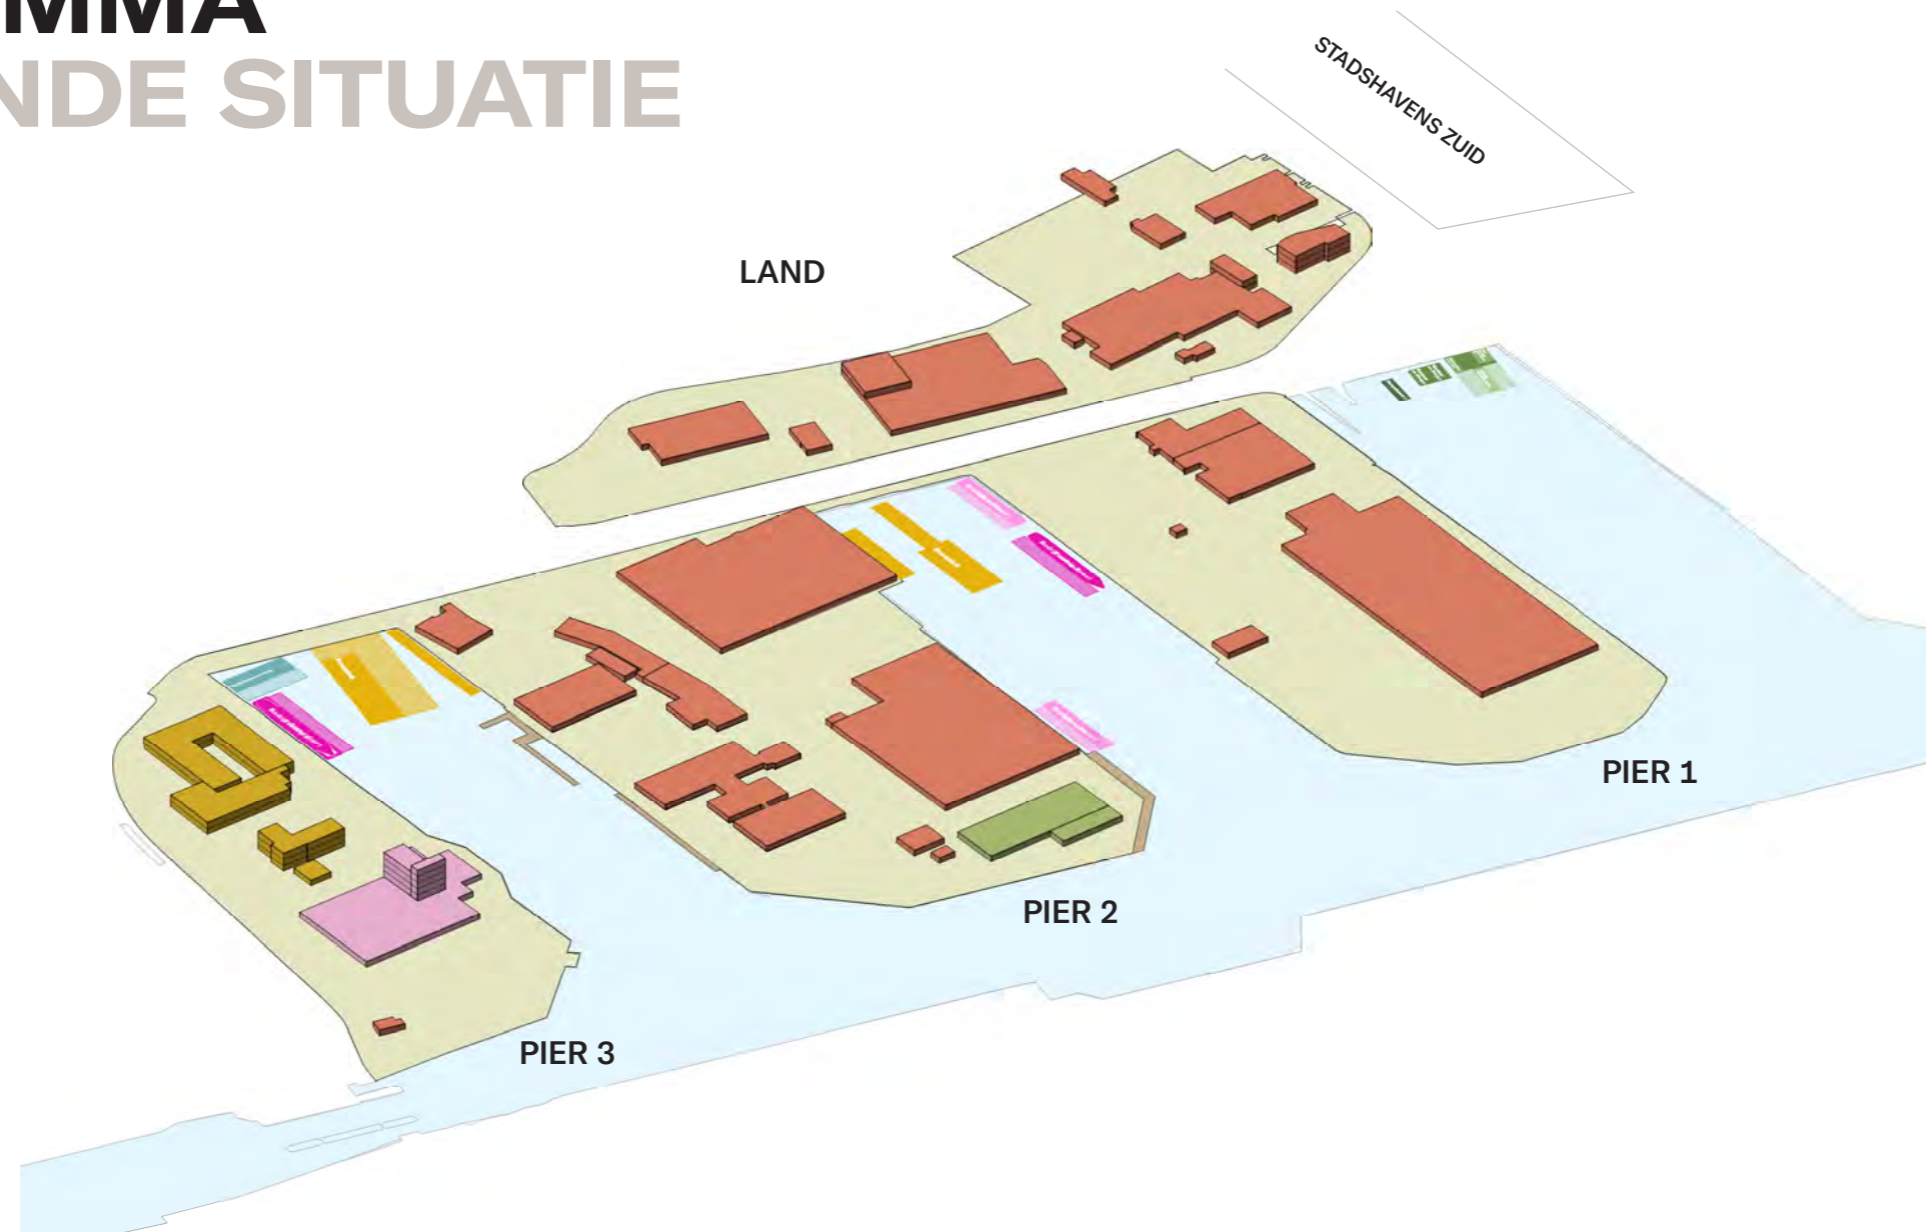 MMA
NDE SITUATIE
STADSHAVENS ZUID
LAND
PIER 1
PIER 2
PIER 3